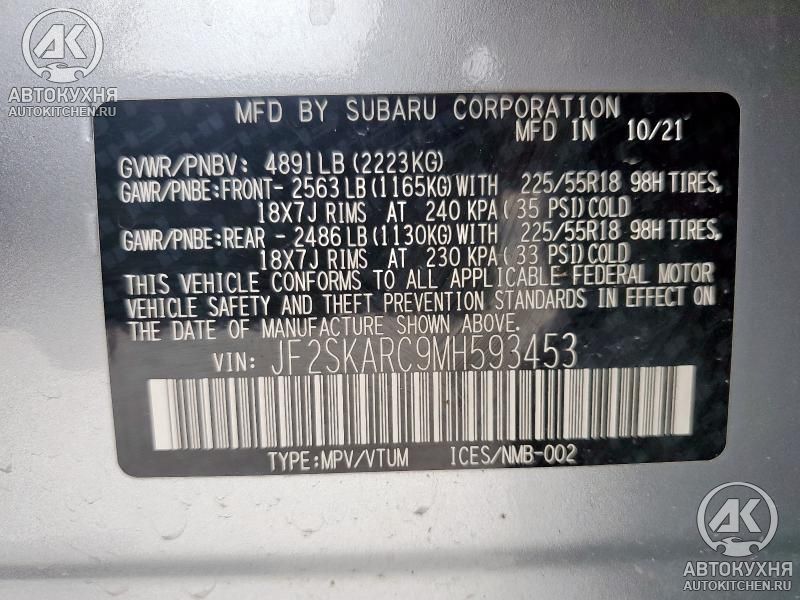 AK
АВТОКУХНЯ
AUTOKITCHEN.RU
MFD BY SUBARU CORPORATION
MFD IN 10/21
GVWR/PNBV: 4891LB (2223KG)
GAWR/PNBE:FRONT- 2563 LB (1165KG) WITH 225/55R18 98H TIRES,
18X7J RIMS AT 240 KPA ( 35 PSI) COLD
GAWR/PNBE:REAR - 2486 LB (1130KG) WITH 225/55R18 98H TIRES,
18X7J RIMS AT 230 KPA ( 33 PSI) COLD
THIS VEHICLE CONFORMS TO ALL APPLICABLE FEDERAL MOTOR
VEHICLE SAFETY AND THEFT PREVENTION STANDARDS IN EFFECT ON
THE DATE OF MANUFACTURE SHOWN ABOVE.
VIN: JF2SKARC9MH593453
TYPE:MPV/VTUM ICES/NMB-002
AK
АВТОКУХНЯ
AUTOKITCHEN.RU